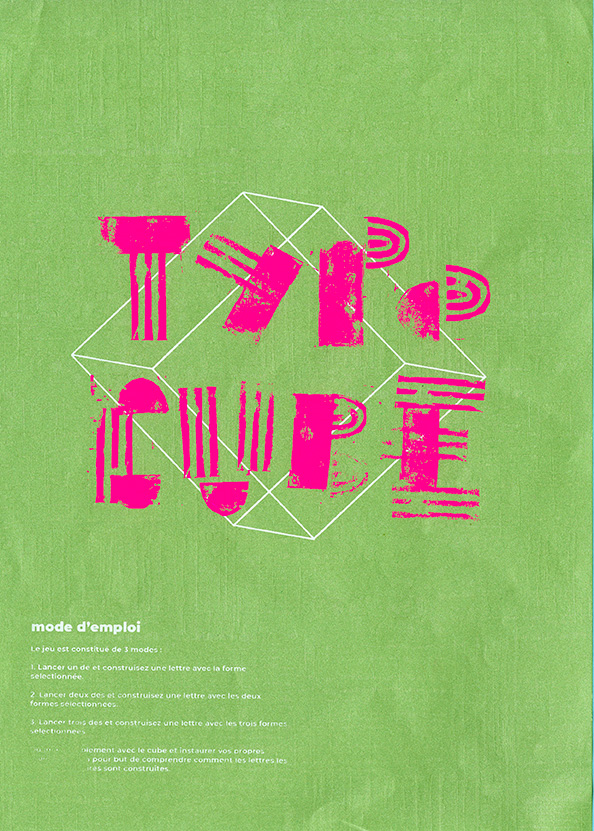 TYPO
CUBE
mode d'emploi
Le jeu est constitué de 3 modes :
1. Lancer un dé et construisez une lettre avec la forme
sélectionnée.
2. Lancer deux dés et construisez une lettre avec les deux
formes sélectionnées.
3. Lancer trois dés et construisez une lettre avec les trois formes
sélectionnées.
avec le cube et instaurer vos propres
pour but de comprendre comment les lettres les
sont construites.